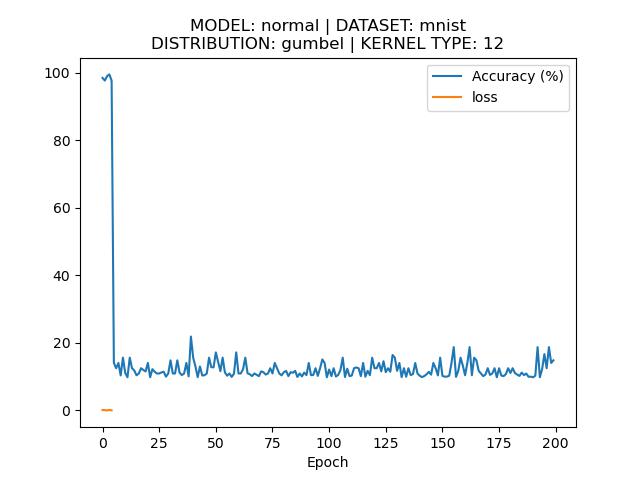 MODEL: normal | DATASET: mnist
DISTRIBUTION: gumbel | KERNEL TYPE: 12
Accuracy (%)
loss
100
80
60
40
20
0
0 25 50 75 100 125 150 175 200
Epoch